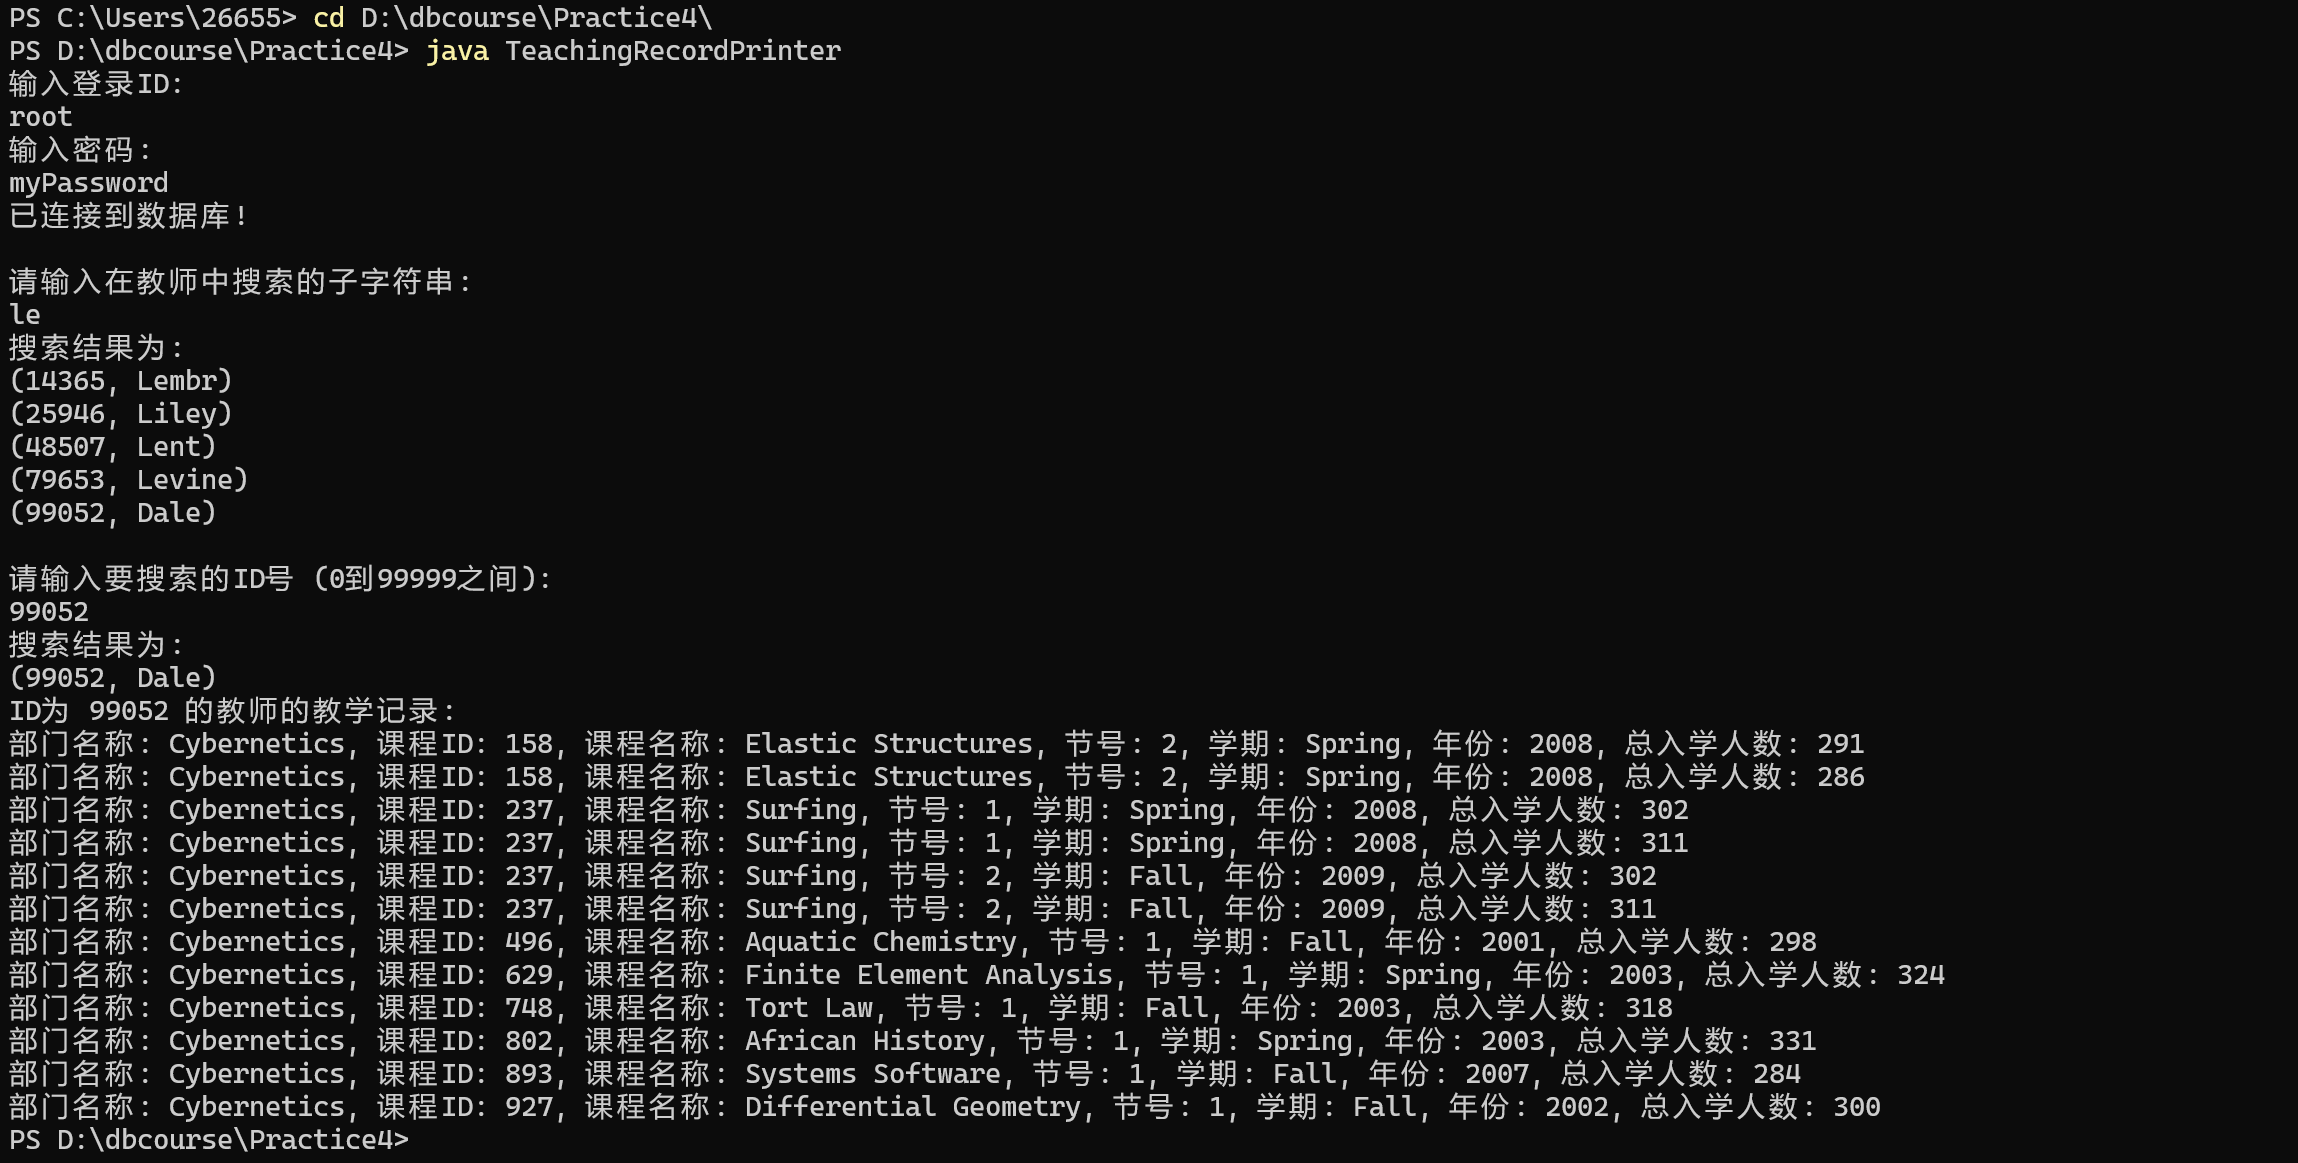 PS C:\Users\26655> cd D:\dbcourse\Practice4\
PS D:\dbcourse\Practice4> java TeachingRecordPrinter
输入登录ID:
root
输入密码:
myPassword
已连接到数据库!
请输入在教师中搜索的子字符串:
le
搜索结果为:
(14365, Lembr)
(25946, Liley)
(48507, Lent)
(79653, Levine)
(99052, Dale)
请输入要搜索的ID号 (0到99999之间):
99052
搜索结果为:
(99052, Dale)
ID为 99052 的教师的教学记录:
部门名称: Cybernetics, 课程ID: 158, 课程名称: Elastic Structures, 节号: 2, 学期: Spring, 年份: 2008, 总入学人数: 291
部门名称: Cybernetics, 课程ID: 158, 课程名称: Elastic Structures, 节号: 2, 学期: Spring, 年份: 2008, 总入学人数: 286
部门名称: Cybernetics, 课程ID: 237, 课程名称: Surfing, 节号: 1, 学期: Spring, 年份: 2008, 总入学人数: 302
部门名称: Cybernetics, 课程ID: 237, 课程名称: Surfing, 节号: 1, 学期: Spring, 年份: 2008, 总入学人数: 311
部门名称: Cybernetics, 课程ID: 237, 课程名称: Surfing, 节号: 2, 学期: Fall, 年份: 2009, 总入学人数: 302
部门名称: Cybernetics, 课程ID: 237, 课程名称: Surfing, 节号: 2, 学期: Fall, 年份: 2009, 总入学人数: 311
部门名称: Cybernetics, 课程ID: 496, 课程名称: Aquatic Chemistry, 节号: 1, 学期: Fall, 年份: 2001, 总入学人数: 298
部门名称: Cybernetics, 课程ID: 629, 课程名称: Finite Element Analysis, 节号: 1, 学期: Spring, 年份: 2003, 总入学人数: 324
部门名称: Cybernetics, 课程ID: 748, 课程名称: Tort Law, 节号: 1, 学期: Fall, 年份: 2003, 总入学人数: 318
部门名称: Cybernetics, 课程ID: 802, 课程名称: African History, 节号: 1, 学期: Spring, 年份: 2003, 总入学人数: 331
部门名称: Cybernetics, 课程ID: 893, 课程名称: Systems Software, 节号: 1, 学期: Fall, 年份: 2007, 总入学人数: 284
部门名称: Cybernetics, 课程ID: 927, 课程名称: Differential Geometry, 节号: 1, 学期: Fall, 年份: 2002, 总入学人数: 300
PS D:\dbcourse\Practice4>